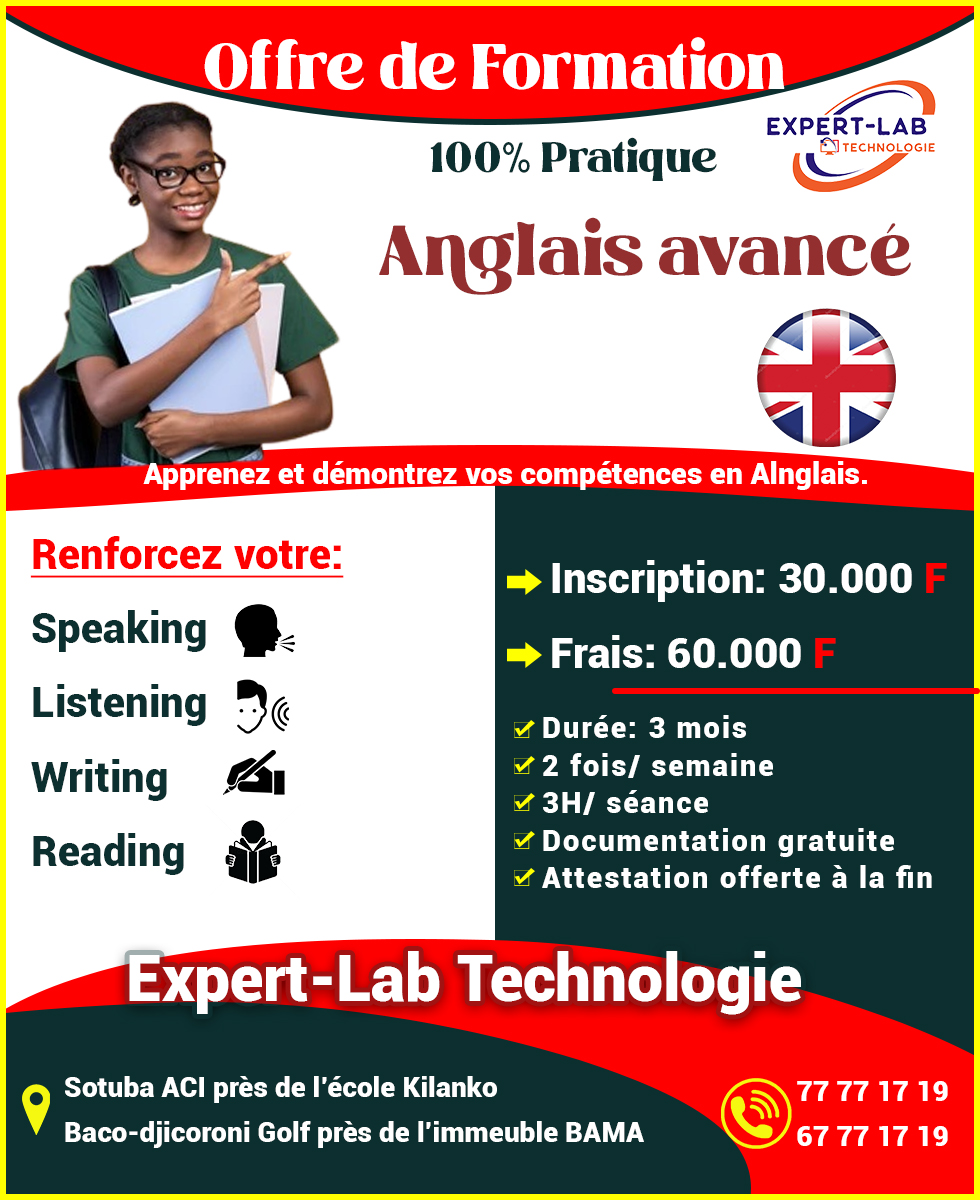 Offre de Formation
EXPERT-LAB
TECHNOLOGIE
100% Pratique
Anglais avancé
Apprenez et démontrez vos compétences en Alnglais.
Renforcez votre:
Speaking
Listening
Writing
Reading
Inscription: 30.000 F
Frais: 60.000 F
Durée: 3 mois
2 fois/ semaine
3H/ séance
Documentation gratuite
Attestation offerte à la fin
Expert-Lab Technologie
Sotuba ACI près de l'école Kilanko
Baco-djicoroni Golf près de l'immeuble BAMA
77 77 17 19
67 77 17 19